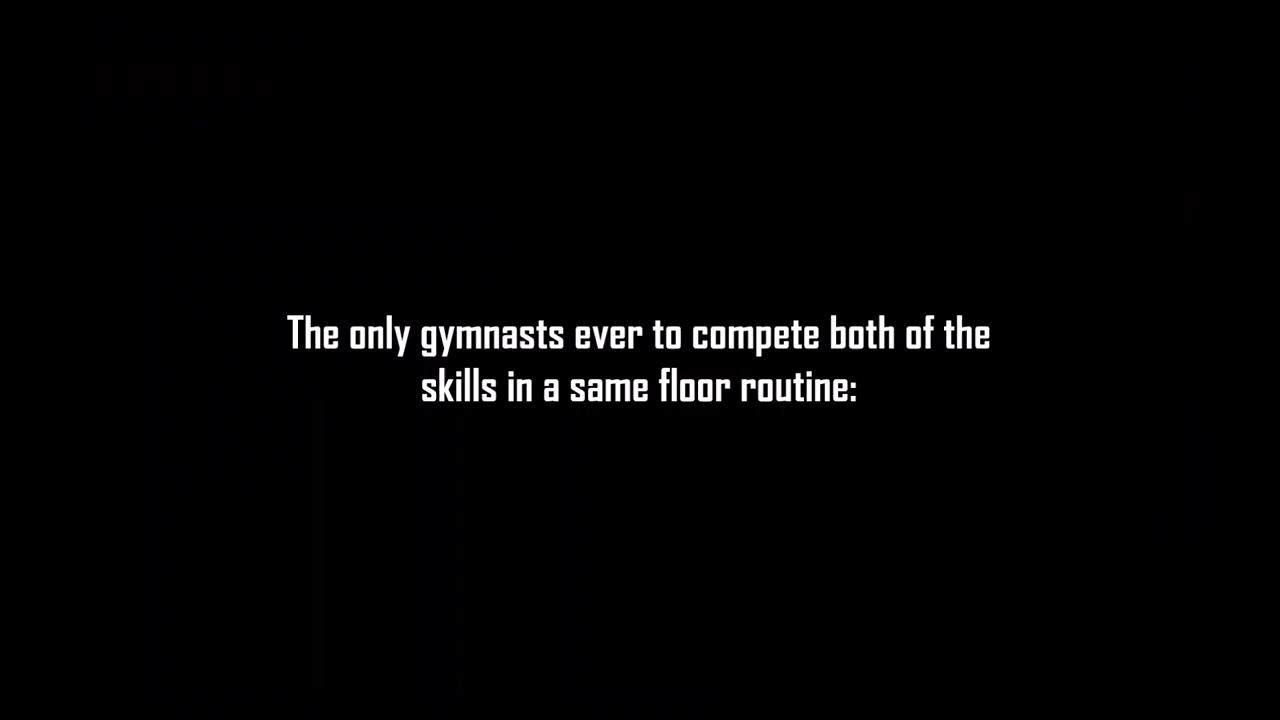 The only gymnasts ever to compete both of the
skills in a same floor routine: